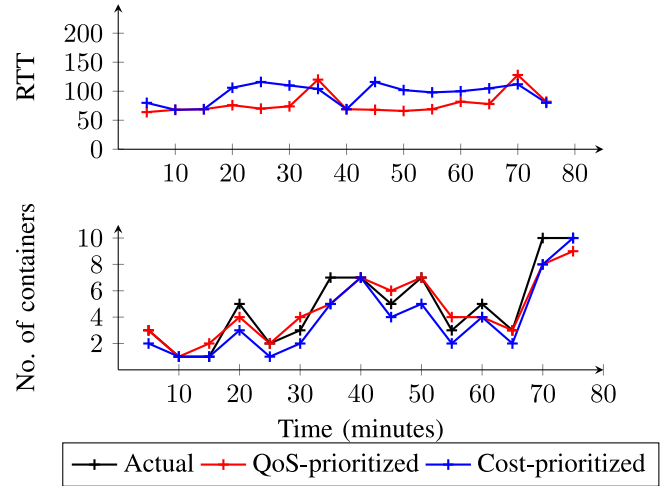 RTT
200
150
100
50
0
10 20 30 40 50 60 70 80
No. of containers
10
8
6
4
2
10 20 30 40 50 60 70 80
Time (minutes)
Actual QoS-prioritized Cost-prioritized